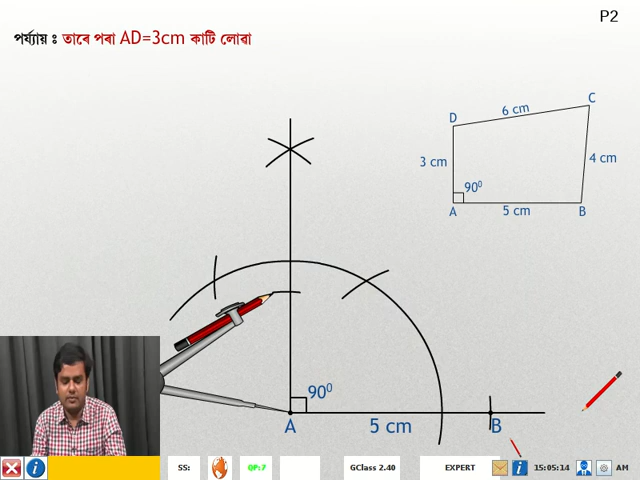 P2
পৰ্য্যায় ঃ তাৰে পৰা AD=3cm কাটি লোৱা
C
6 cm
D
3 cm
4 cm
90⁰
A
5 cm
B
90⁰
A
5 cm
B
SS:
QP:7
GClass 2.40
EXPERT
15:05:14
AM